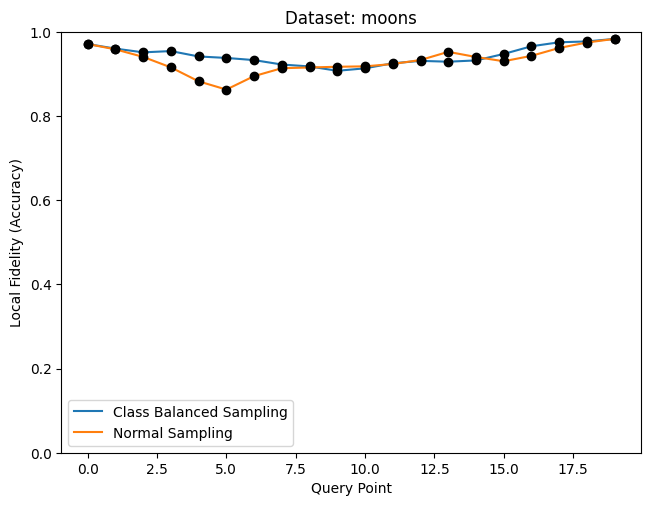 Dataset: moons
Local Fidelity (Accuracy)
1.0
0.8
0.6
0.4
0.2
0.0
Class Balanced Sampling
Normal Sampling
0.0 2.5 5.0 7.5 10.0 12.5 15.0 17.5
Query Point